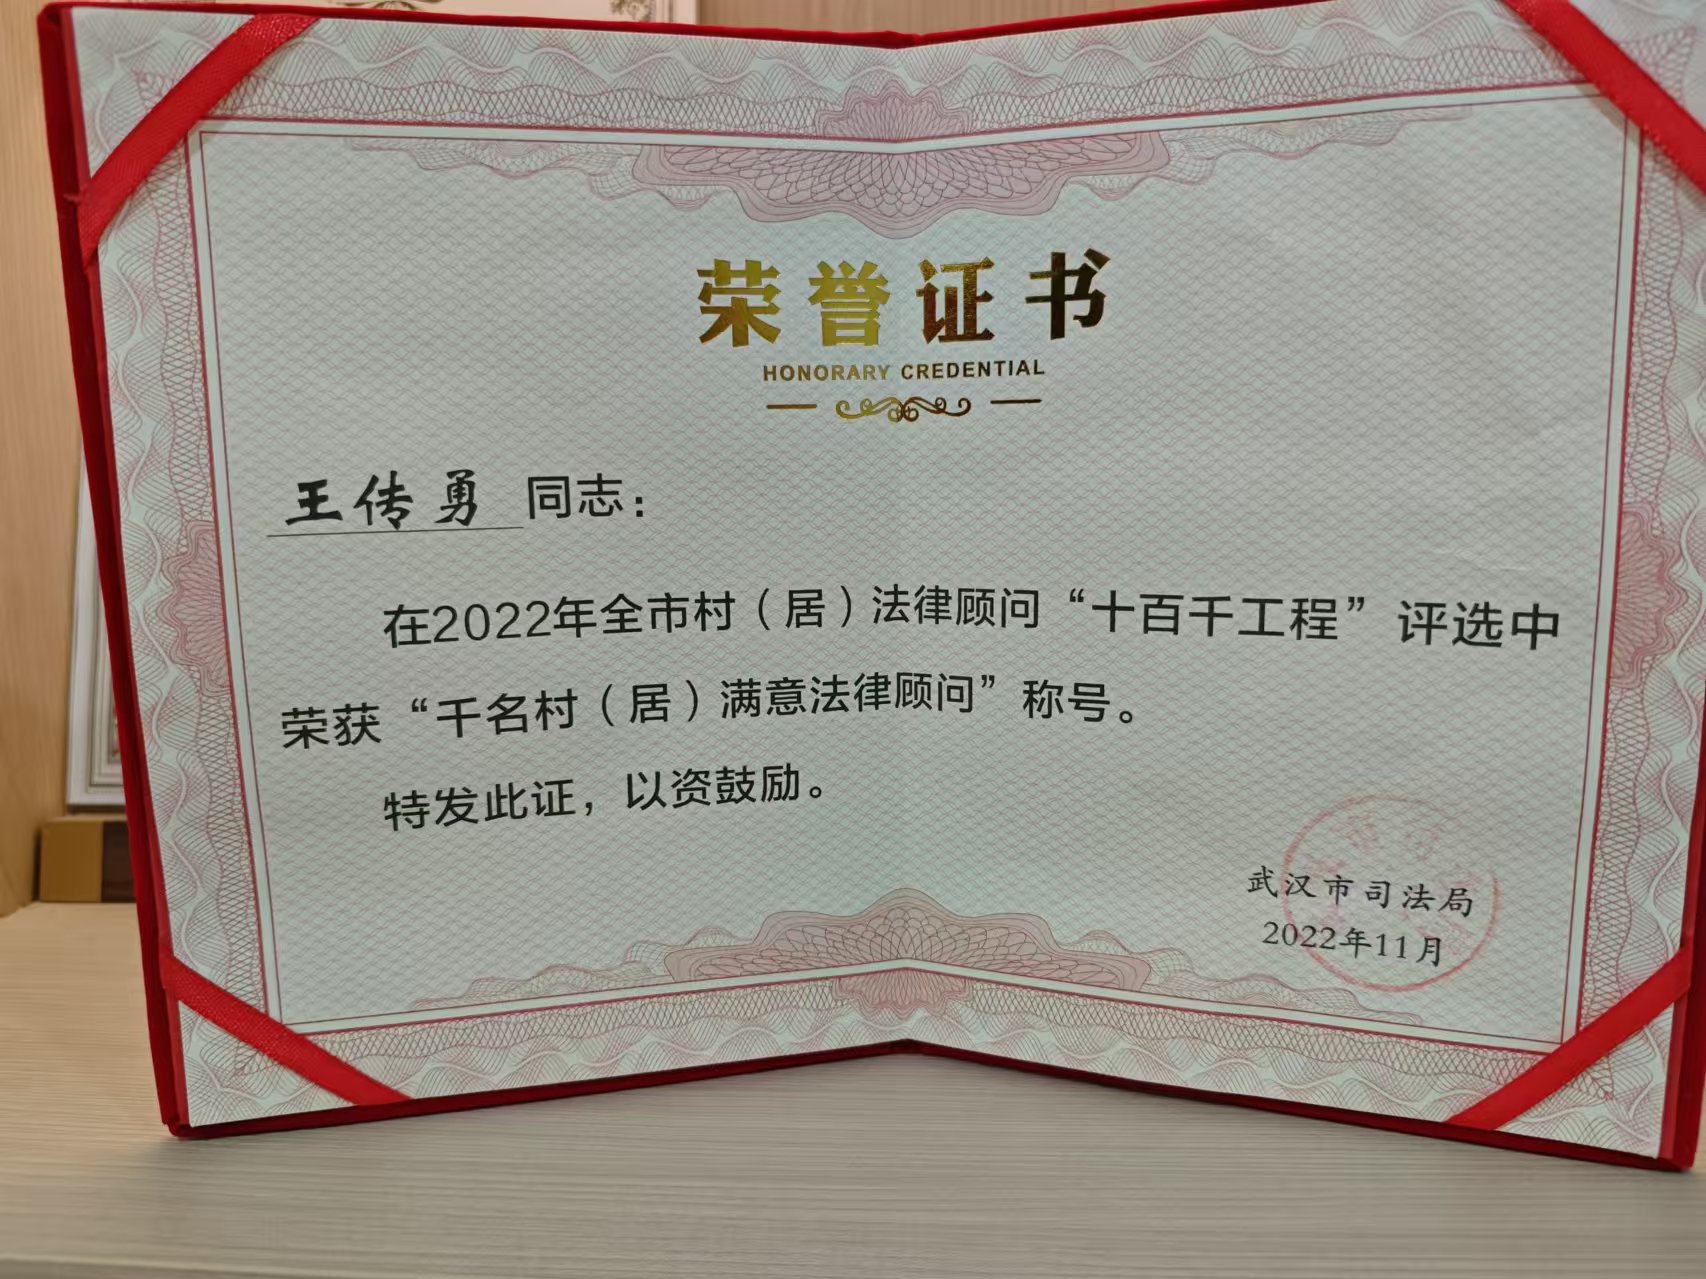 荣誉证书
HONORARY CREDENTIAL
王传勇 同志：
在2022年全市村（居）法律顾问“十百千工程”评选中
荣获“千名村（居）满意法律顾问”称号。
特发此证，以资鼓励。
武汉市司法局
2022年11月